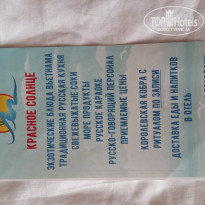 КРАСНОЕ СОЛНЦЕ
ЭКЗОТИЧЕСКИЕ БЛЮДА ВЬЕТНАМА
ТРАДИЦИОННАЯ РУССКАЯ КУХНЯ
СВЕЖЕВЫЖАТЫЕ СОКИ
МОРЕ ПРОДУКТЫ
РУССКОЕ КАРАОКЕ
РУССКО-ГОВОРЯЩИЙ ПЕРСОНАЛ
ПРИЕМЛЕМЫЕ ЦЕНЫ
КОРОЛЕВСКАЯ КОБРА С
РИТУАЛОМ ПО ЗАПИСИ
ДОСТАВКА ЕДЫ И НАПИТКОВ
В ОТЕЛЬ
TopHotels